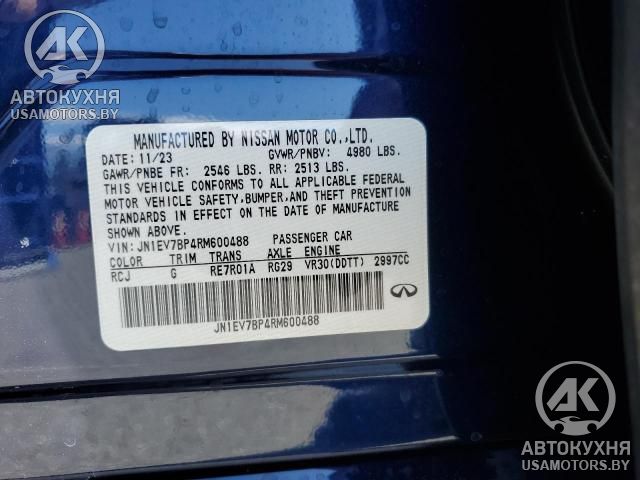 АК
АВТОКУХНЯ
USAMOTORS.BY
MANUFACTURED BY NISSAN MOTOR CO.,LTD.
DATE: 11/23 GVWR/PNBV: 4980 LBS.
GAWR/PNBE FR: 2546 LBS. RR: 2513 LBS.
THIS VEHICLE CONFORMS TO ALL APPLICABLE FEDERAL
MOTOR VEHICLE SAFETY,BUMPER,AND THEFT PREVENTION
STANDARDS IN EFFECT ON THE DATE OF MANUFACTURE
SHOWN ABOVE.
VIN: JN1EV7BP4RM600488 PASSENGER CAR
COLOR TRIM TRANS AXLE ENGINE
RCJ G RE7R01A RG29 VR30(DDTT) 2997CC
JN1EV7BP4RM600488
АК
АВТОКУХНЯ
USAMOTORS.BY